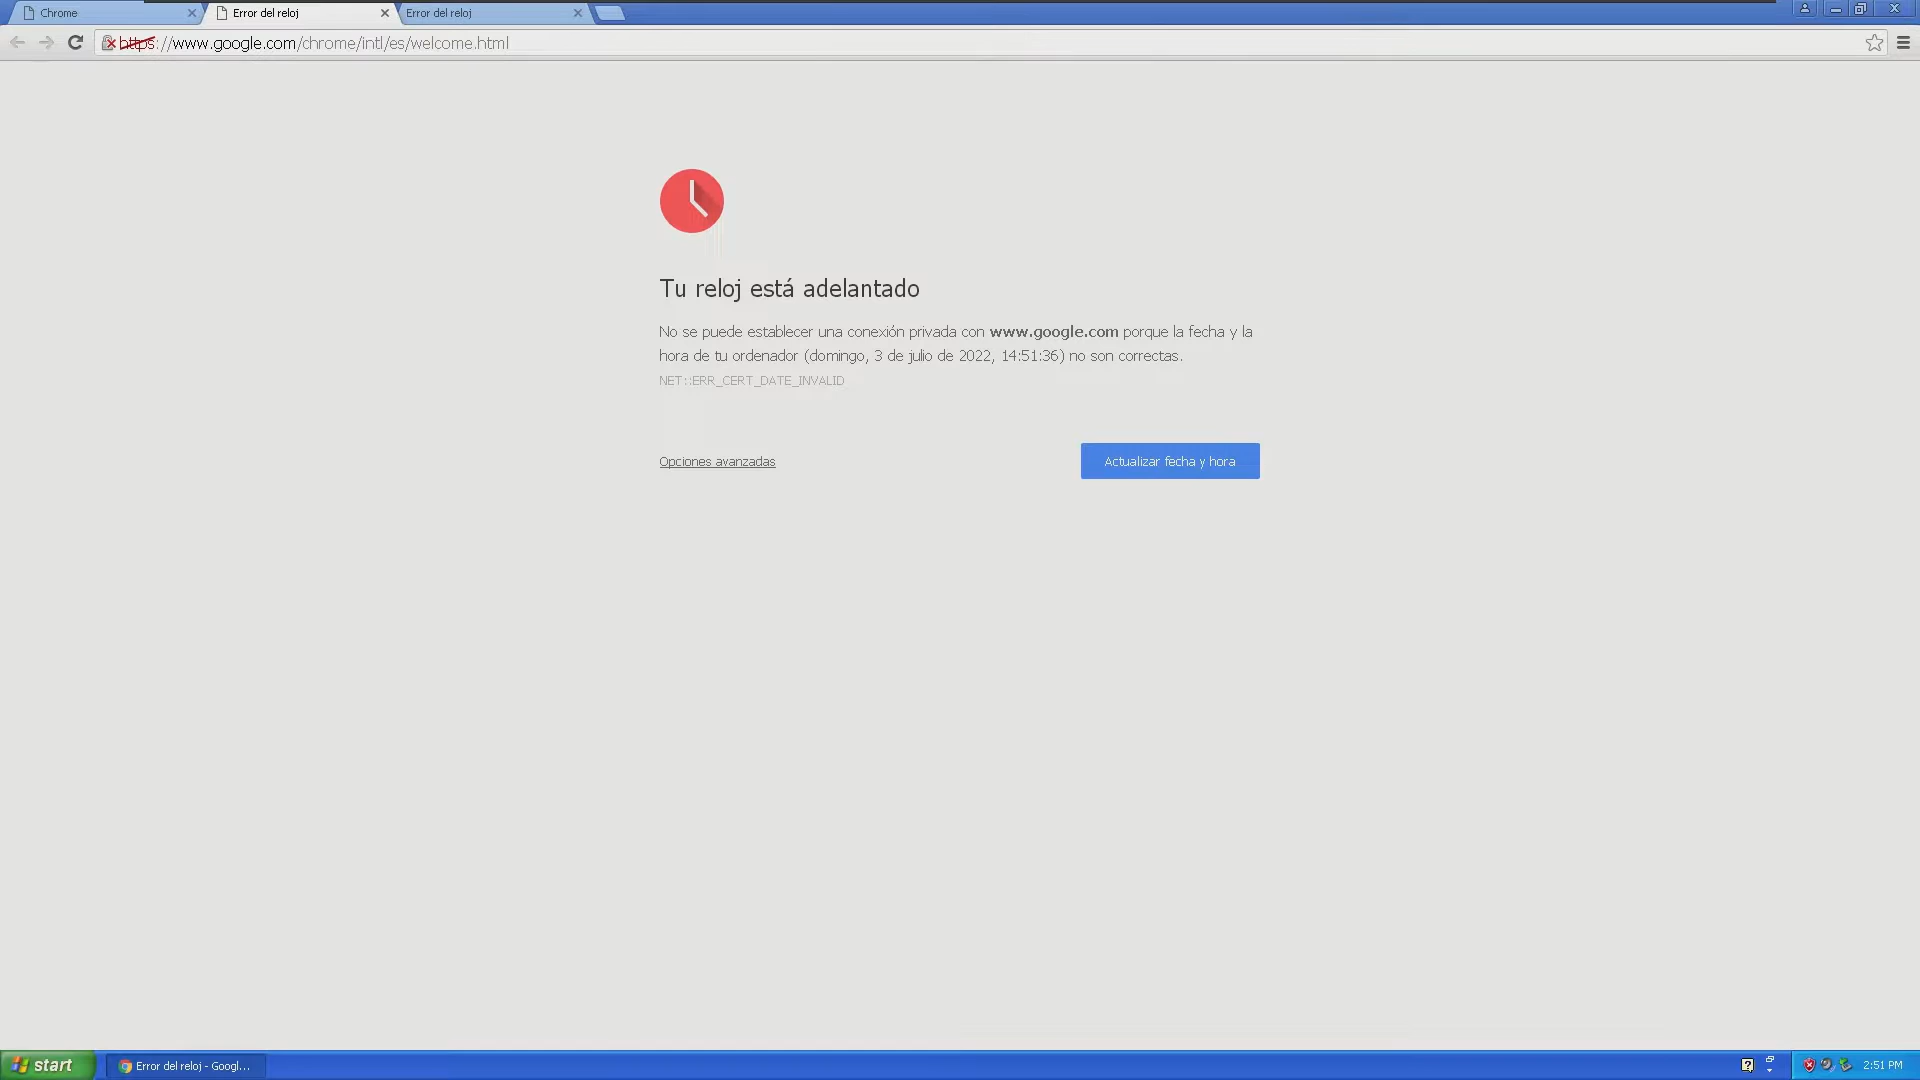 Chrome
Error del reloj
Error del reloj
https://www.google.com/chrome/intl/es/welcome.html
Tu reloj está adelantado
No se puede establecer una conexión privada con www.google.com porque la fecha y la
hora de tu ordenador (domingo, 3 de julio de 2022, 14:51:36) no son correctas.
NET::ERR_CERT_DATE_INVALID
Opciones avanzadas
Actualizar fecha y hora
start
Error del reloj - Googl...
2:51 PM